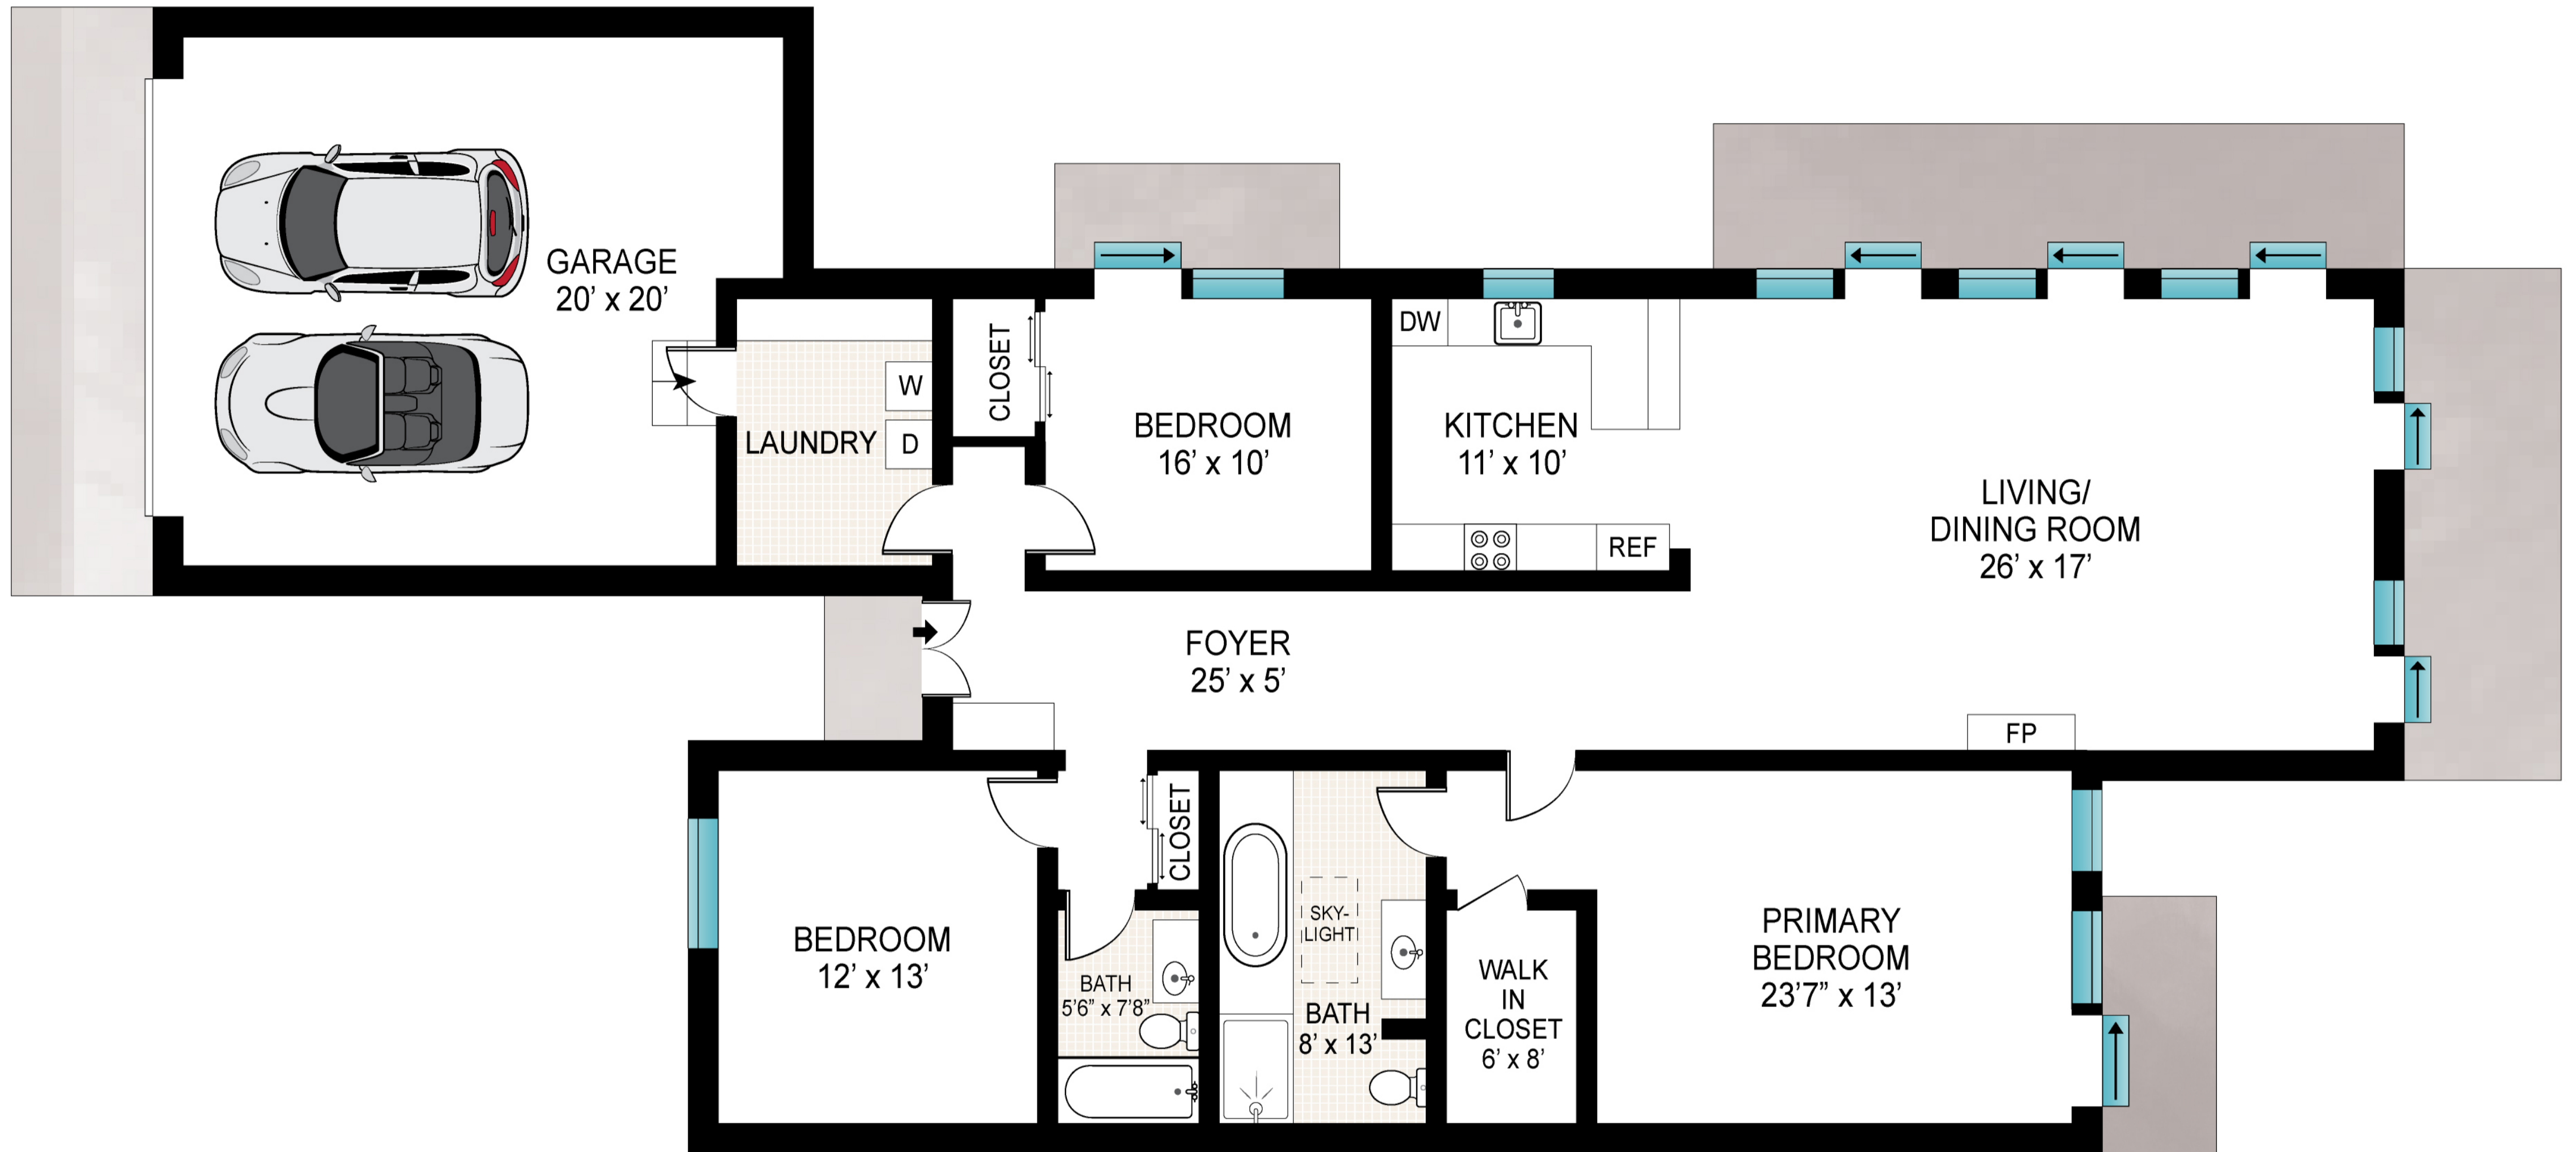 GARAGE
20’ x 20’
LAUNDRY
W
D
CLOSET
BEDROOM
16’ x 10’
DW
KITCHEN
11’ x 10’
REF
LIVING/
DINING ROOM
26’ x 17’
FOYER
25’ x 5’
FP
BEDROOM
12’ x 13’
CLOSET
BATH
5’6” x 7’8”
SKY-
LIGHT
BATH
8’ x 13’
WALK
IN
CLOSET
6’ x 8’
PRIMARY
BEDROOM
23’7” x 13’